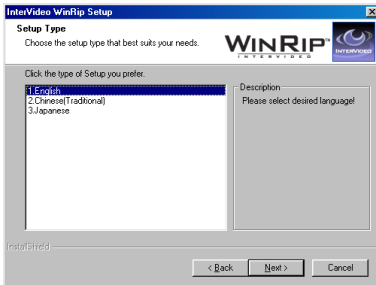 InterVideo WinRip Setup
Setup Type
Choose the setup type that best suits your needs.
WINRIP™
INTERVIDEO
INTERVIDEO
Click the type of Setup you prefer.
1.English
2.Chinese(Traditional)
3.Japanese
Description
Please select desired language!
InstallShield
< Back
Next >
Cancel